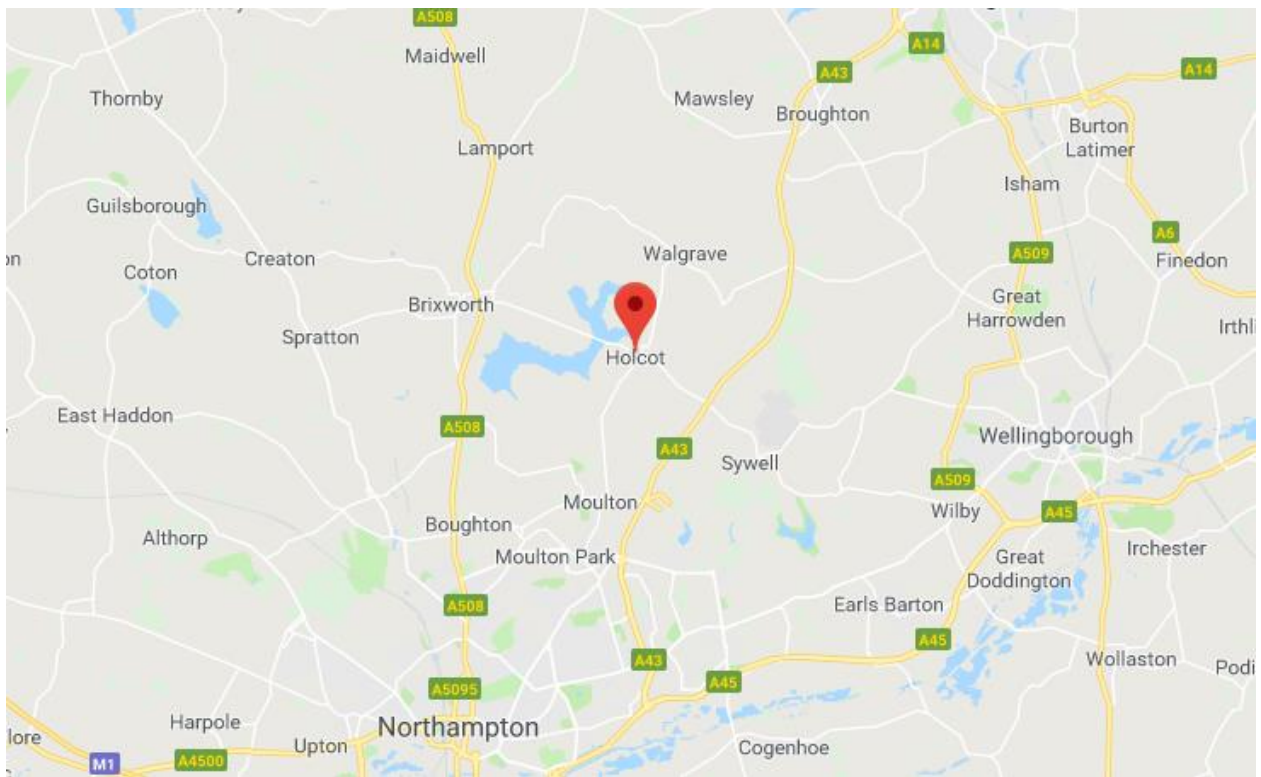 A508
Maidwell
A43
A14
A14
Thornby
Mawsley
Broughton
Burton
Latimer
Lamport
Isham
Guilsborough
A6
Walgrave
A509
Finedon
Creaton
Coton
Brixworth
Great
Harrowden
Irthli
Spratton
Holcot
East Haddon
A508
Wellingborough
A43
Sywell
A509
Moulton
Wilby
A45
Boughton
Althorp
Moulton Park
Great
Doddington
Irchester
A508
Earls Barton
A45
A43
Wollaston
Podi
A5095
A45
Harpole
Northampton
lore
Upton
Cogenhoe
M1
A4500